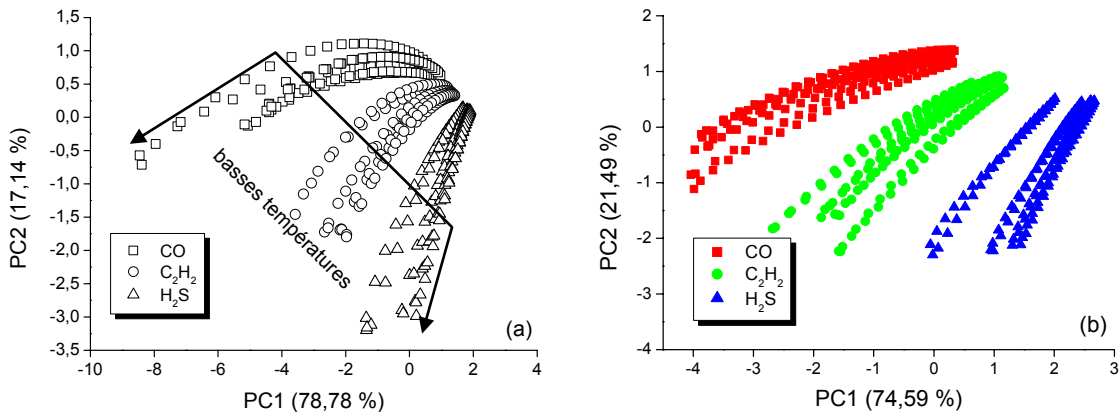 1,5
1,0
0,5
0,0
-0,5
-1,0
-1,5
-2,0
-2,5
-3,0
-3,5
PC2 (17,14 %)
basses températures
CO
C₂H₂
H₂S
(a)
-10 -8 -6 -4 -2 0 2 4
PC1 (78,78 %)
2
1
0
-1
-2
-3
-4
PC2 (21,49 %)
CO
C₂H₂
H₂S
(b)
-4 -3 -2 -1 0 1 2 3
PC1 (74,59 %)